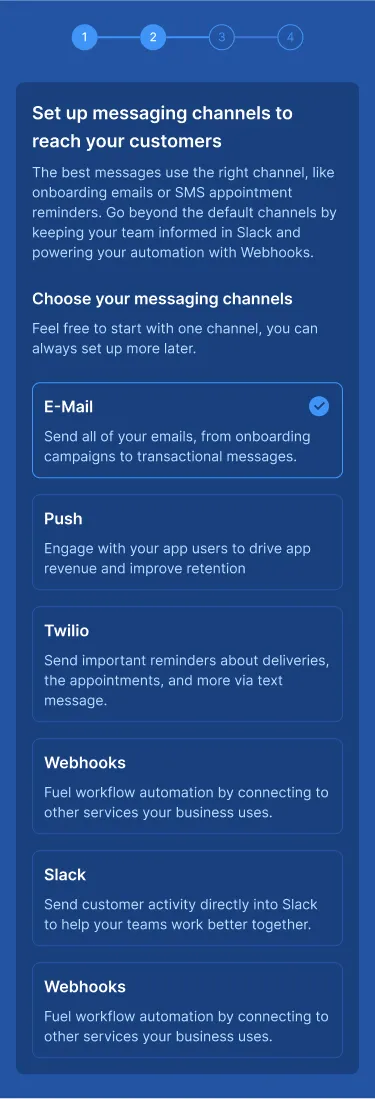 1 2 3 4
Set up messaging channels to
reach your customers
The best messages use the right channel, like
onboarding emails or SMS appointment
reminders. Go beyond the default channels by
keeping your team informed in Slack and
powering your automation with Webhooks.
Choose your messaging channels
Feel free to start with one channel, you can
always set up more later.
E-Mail
Send all of your emails, from onboarding
campaigns to transactional messages.
Push
Engage with your app users to drive app
revenue and improve retention
Twilio
Send important reminders about deliveries,
the appointments, and more via text
message.
Webhooks
Fuel workflow automation by connecting to
other services your business uses.
Slack
Send customer activity directly into Slack
to help your teams work better together.
Webhooks
Fuel workflow automation by connecting to
other services your business uses.